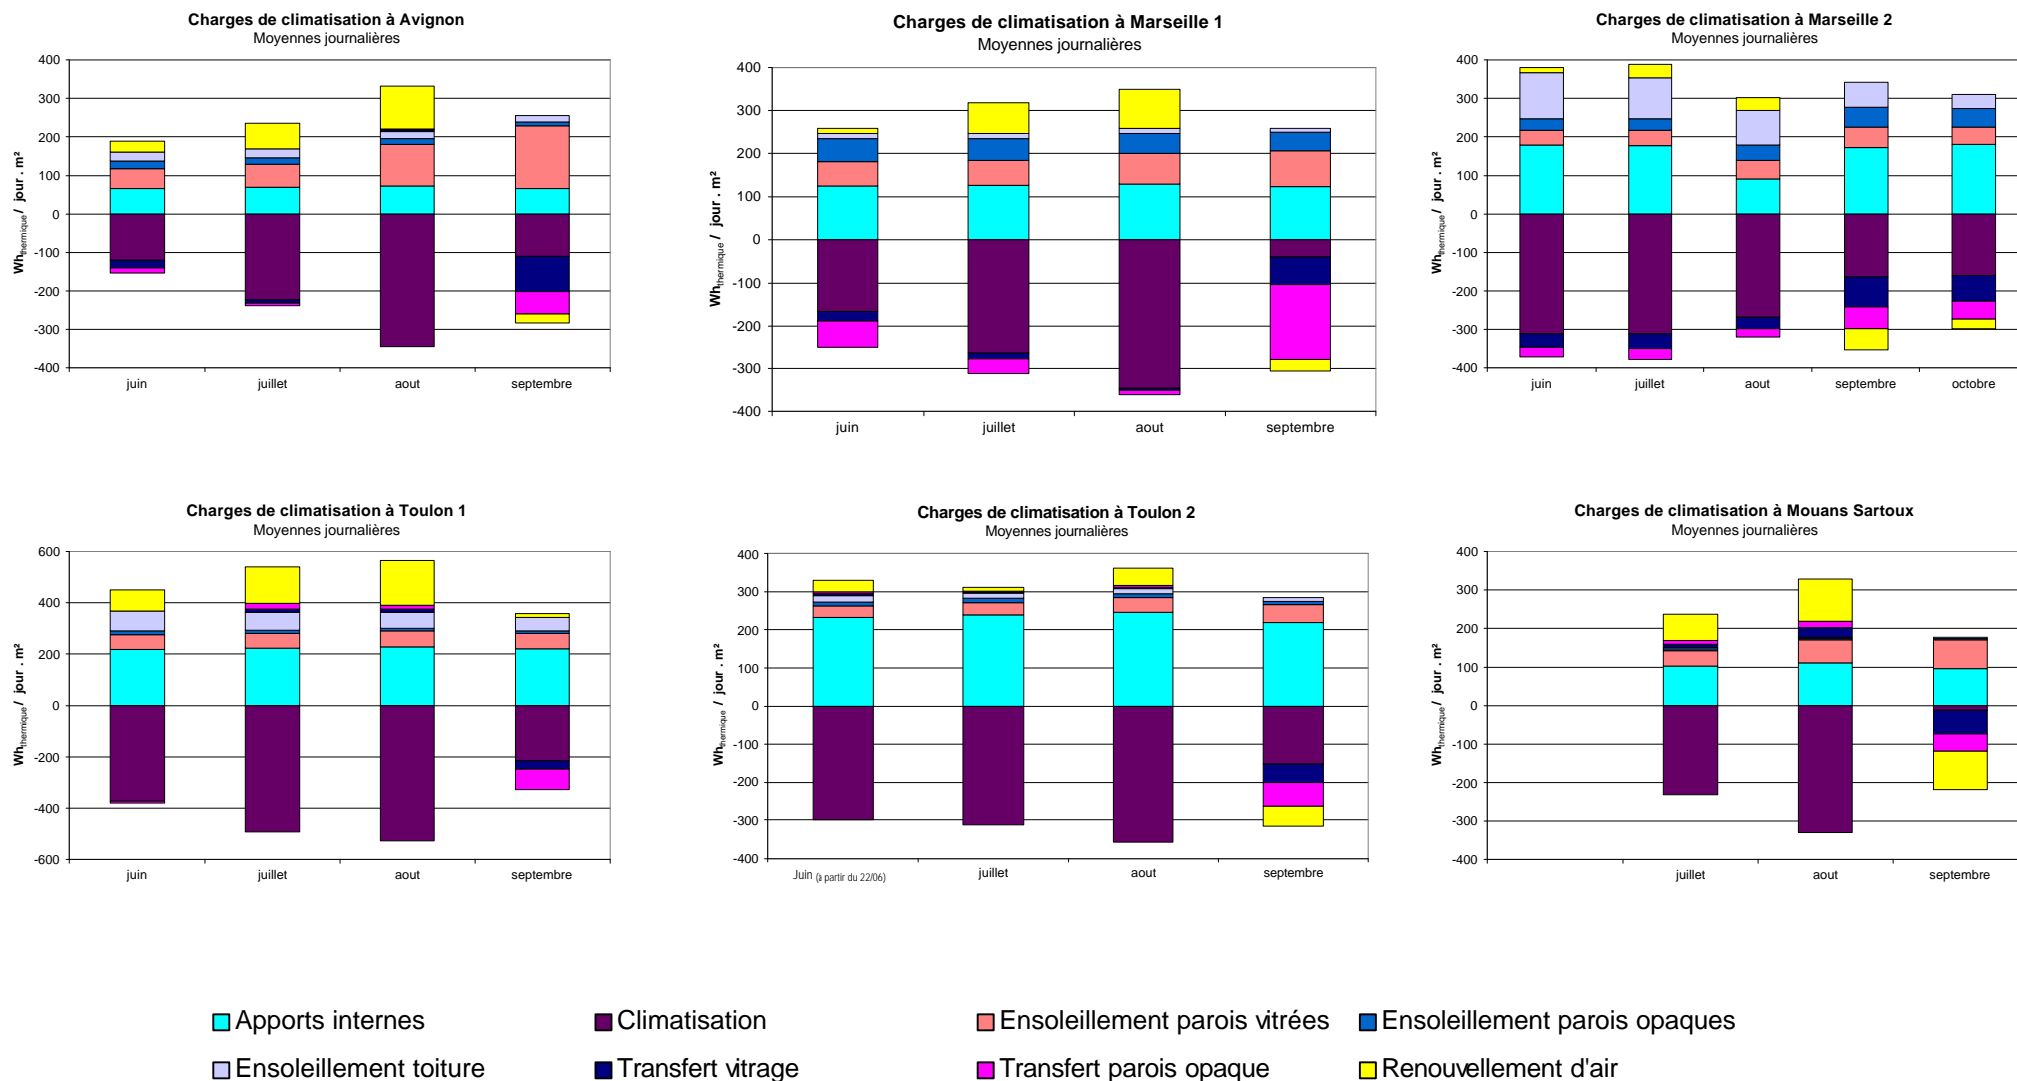 Charges de climatisation à Avignon
Moyennes journalières
Wh thermique / jour . m²
400
300
200
100
0
-100
-200
-300
-400
juin juillet aout septembre
Charges de climatisation à Marseille 1
Moyennes journalières
Wh thermique / jour . m²
400
300
200
100
0
-100
-200
-300
-400
juin juillet aout septembre
Charges de climatisation à Marseille 2
Moyennes journalières
Wh thermique / jour . m²
400
300
200
100
0
-100
-200
-300
-400
juin juillet aout septembre octobre
Charges de climatisation à Toulon 1
Moyennes journalières
Wh thermique / jour . m²
600
400
200
0
-200
-400
-600
juin juillet aout septembre
Charges de climatisation à Toulon 2
Moyennes journalières
Wh thermique / jour . m²
400
300
200
100
0
-100
-200
-300
-400
Juin (à partir du 22/06) juillet aout septembre
Charges de climatisation à Mouans Sartoux
Moyennes journalières
Wh thermique / jour . m²
400
300
200
100
0
-100
-200
-300
-400
juillet aout septembre
Apports internes Climatisation Ensoleillement parois vitrées Ensoleillement parois opaques
Ensoleillement toiture Transfert vitrage Transfert parois opaque Renouvellement d'air